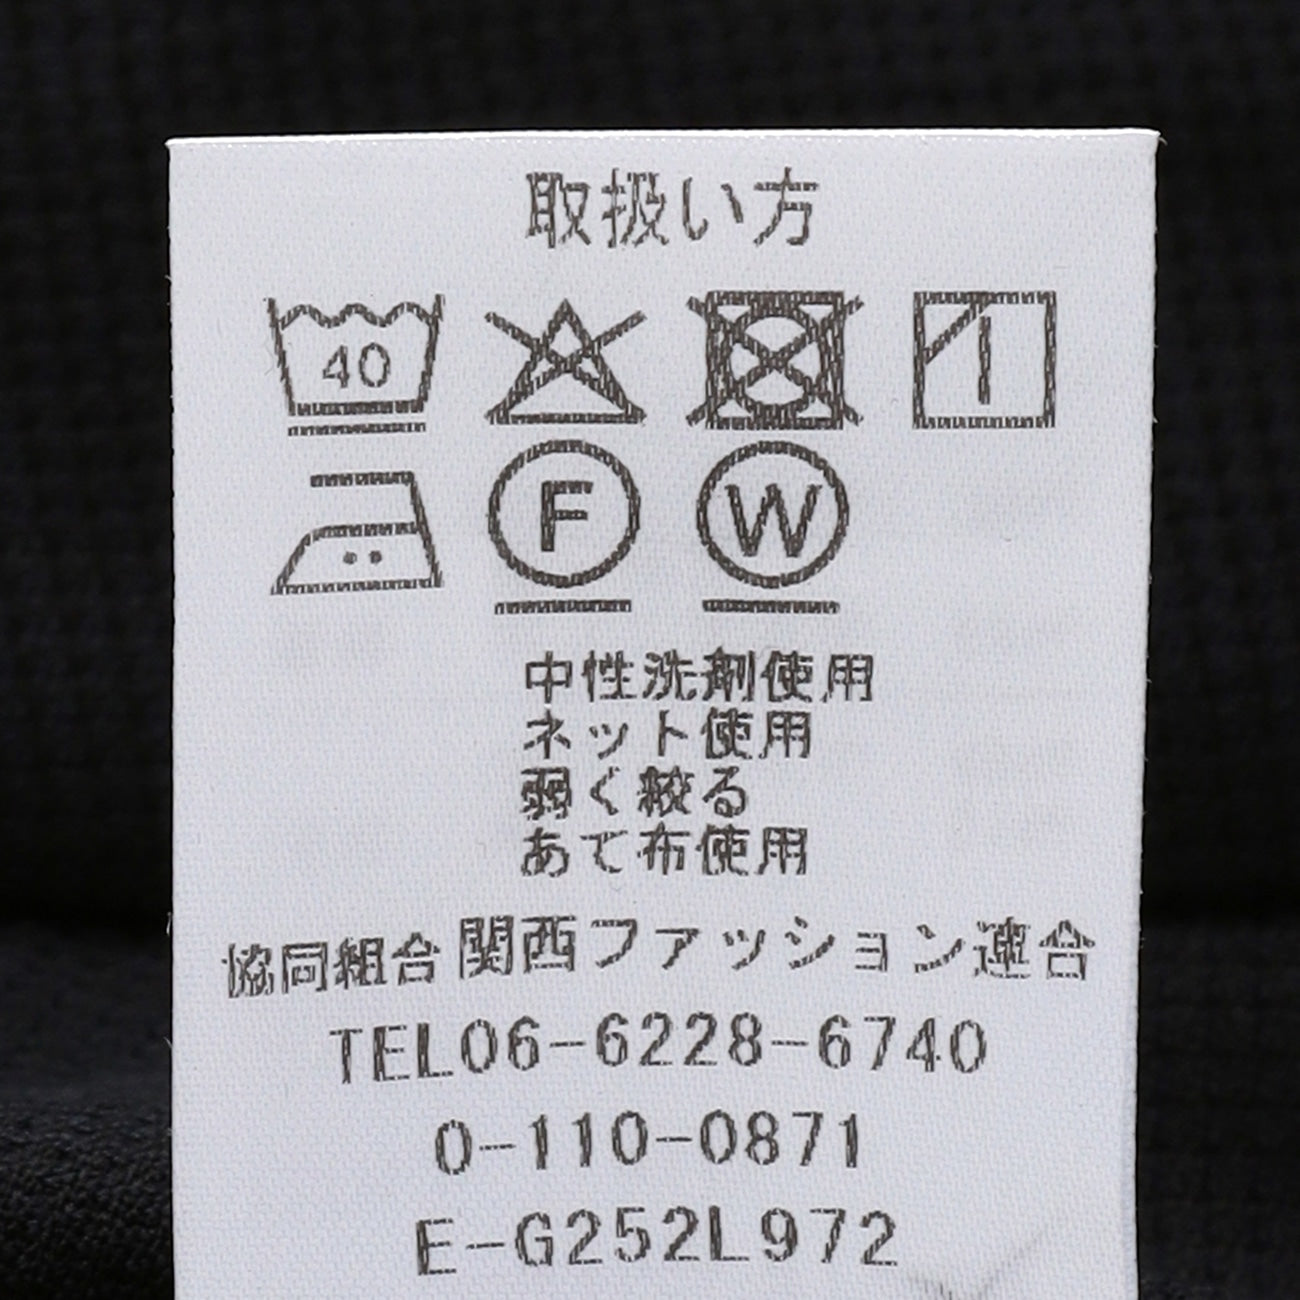 取扱い方
40
F W
中性洗剤使用
ネット使用
弱く絞る
あて布使用
協同組合関西ファッション連合
TEL06-6228-6740
0-110-0871
E-G252L972